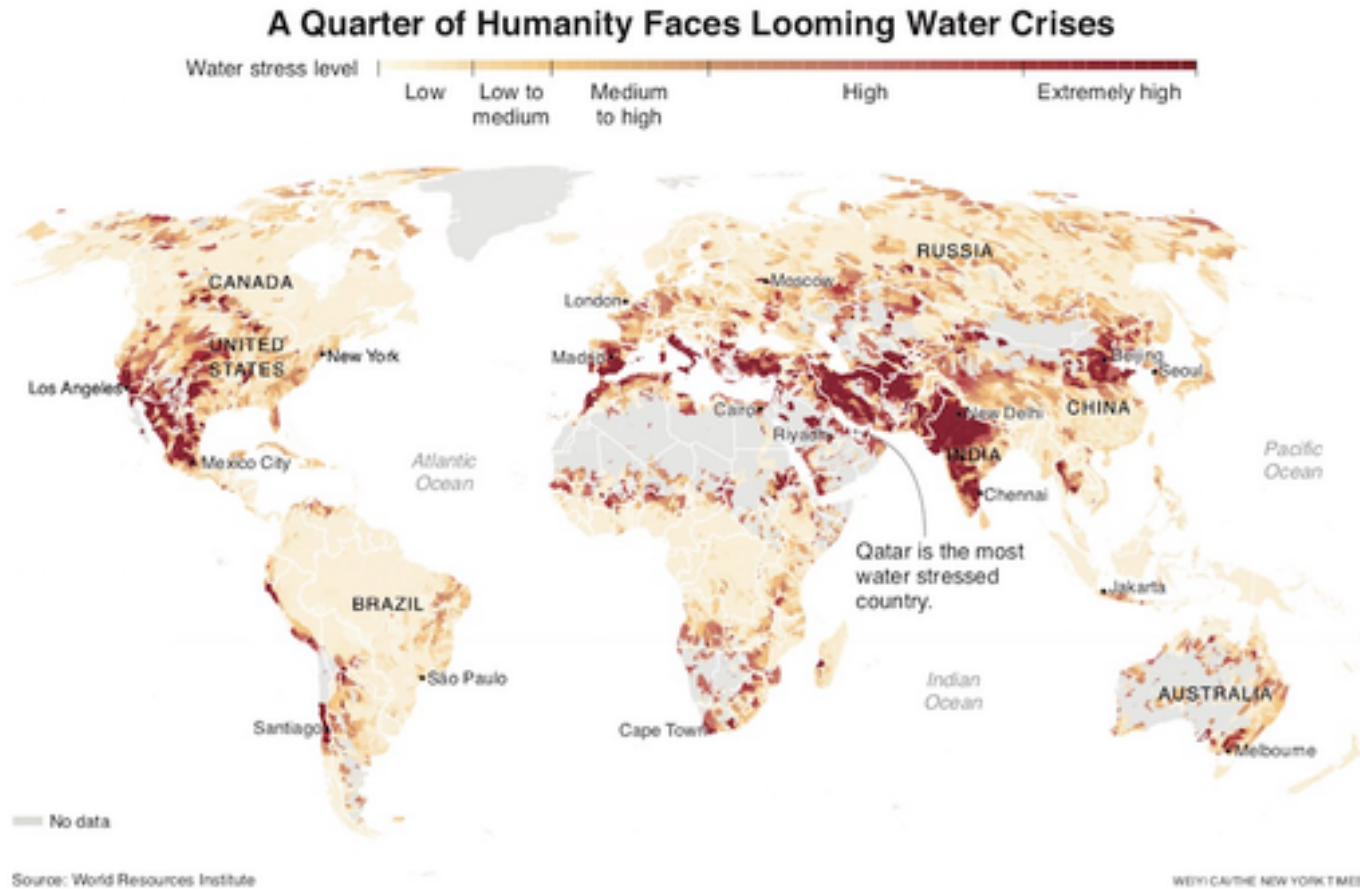 A Quarter of Humanity Faces Looming Water Crises
Water stress level
Low
Low to
medium
Medium
to high
High
Extremely high
RUSSIA
CANADA
Moscow
London
UNITED
STATES
New York
Madrid
Beijing
Seoul
Los Angeles
Cairo
New Delhi
CHINA
Riyadh
INDIA
Mexico City
Atlantic
Ocean
Pacific
Ocean
Chennai
Qatar is the most
water stressed
country.
Jakarta
BRAZIL
São Paulo
Indian
Ocean
AUSTRALIA
Santiago
Cape Town
Melbourne
No data
Source: World Resources Institute
WEIYI CAI/THE NEW YORK TIMES